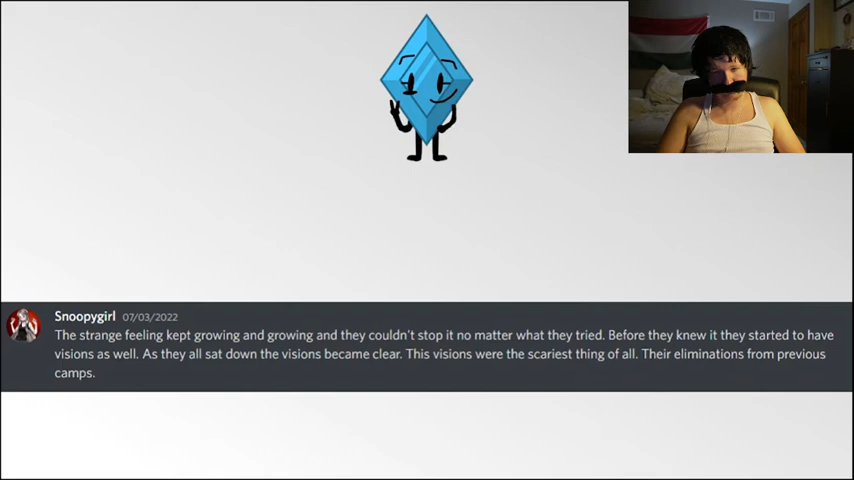 Snoopygirl 07/03/2022
The strange feeling kept growing and growing and they couldn't stop it no matter what they tried. Before they knew it they started to have
visions as well. As they all sat down the visions became clear. This visions were the scariest thing of all. Their eliminations from previous
camps.